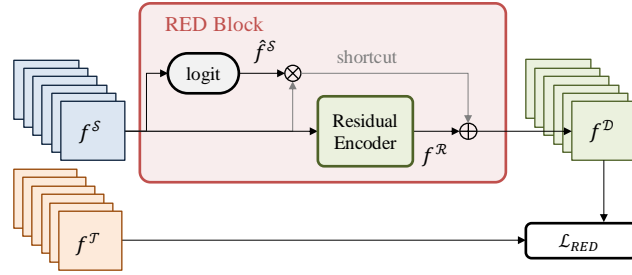 RED Block
logit
f̂^𝒮
shortcut
f^𝒮
Residual
Encoder
f^ℛ
f^𝒟
f^𝒯
ℒ_RED